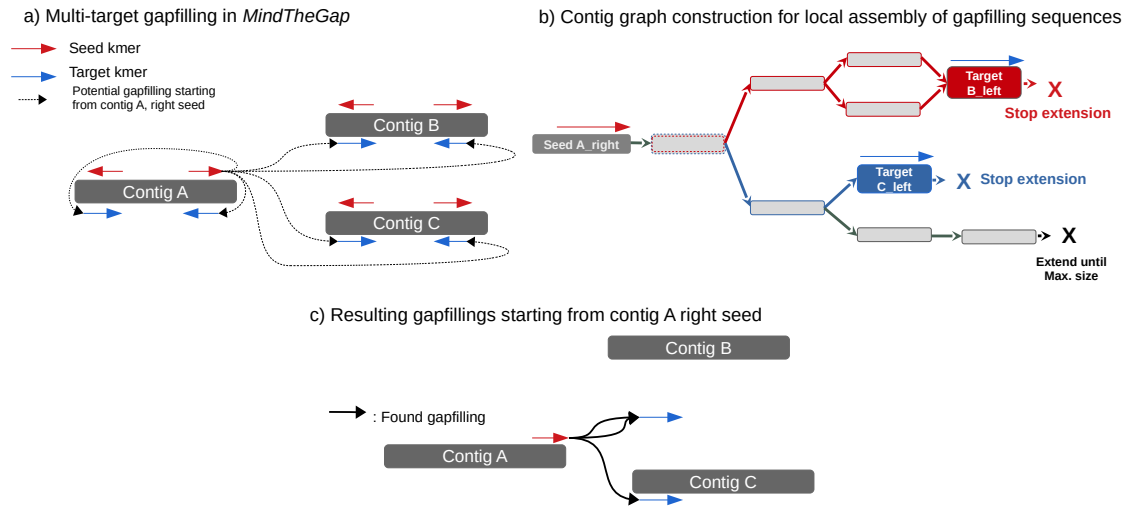 a) Multi-target gapfilling in MindTheGap
Seed kmer
Target kmer
Potential gapfilling starting
from contig A, right seed
Contig B
Contig A
Contig C
b) Contig graph construction for local assembly of gapfilling sequences
Target
B_left
X
Stop extension
Seed A_right
Target
C_left
X Stop extension
X
Extend until
Max. size
c) Resulting gapfillings starting from contig A right seed
Contig B
: Found gapfilling
Contig A
Contig C